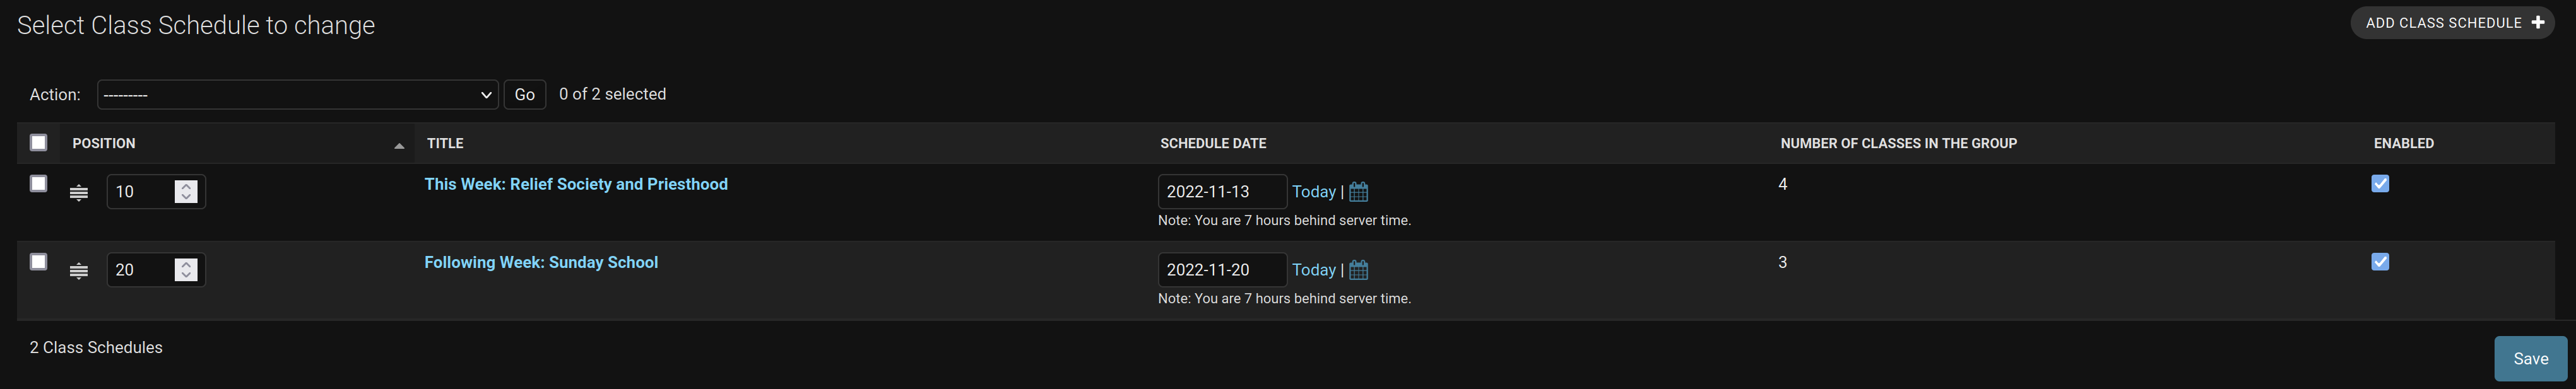 Select Class Schedule to change
ADD CLASS SCHEDULE +
Action: --------- Go 0 of 2 selected
POSITION TITLE SCHEDULE DATE NUMBER OF CLASSES IN THE GROUP ENABLED
10 This Week: Relief Society and Priesthood 2022-11-13 Today | 4
Note: You are 7 hours behind server time.
20 Following Week: Sunday School 2022-11-20 Today | 3
Note: You are 7 hours behind server time.
2 Class Schedules
Save